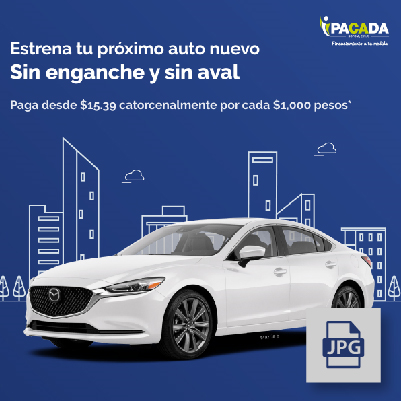 PACADA
Financiamiento a tu medida
Estrena tu próximo auto nuevo
Sin enganche y sin aval
Paga desde $15.39 catorcenalmente por cada $1,000 pesos*
JPG